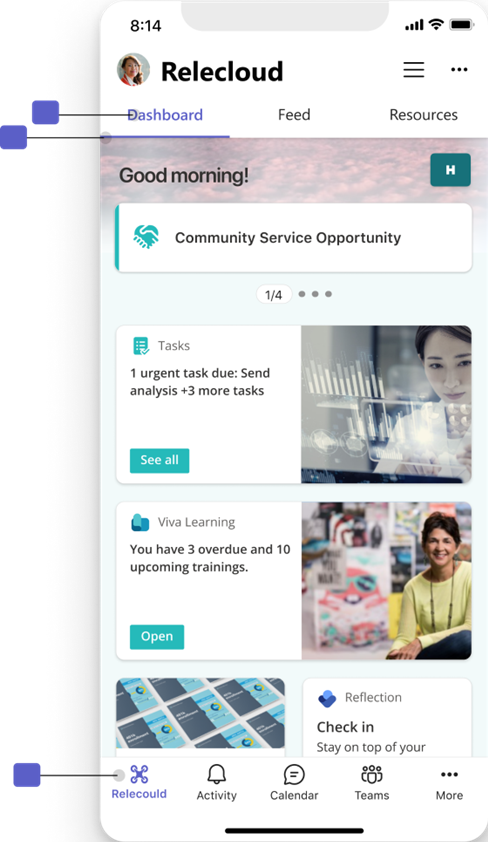 8:14
Relecloud
Dashboard Feed Resources
Good morning!
H
Community Service Opportunity
1/4
Tasks
1 urgent task due: Send
analysis +3 more tasks
See all
Viva Learning
You have 3 overdue and 10
upcoming trainings.
Open
Reflection
Check in
Stay on top of your
Relecould Activity Calendar Teams More